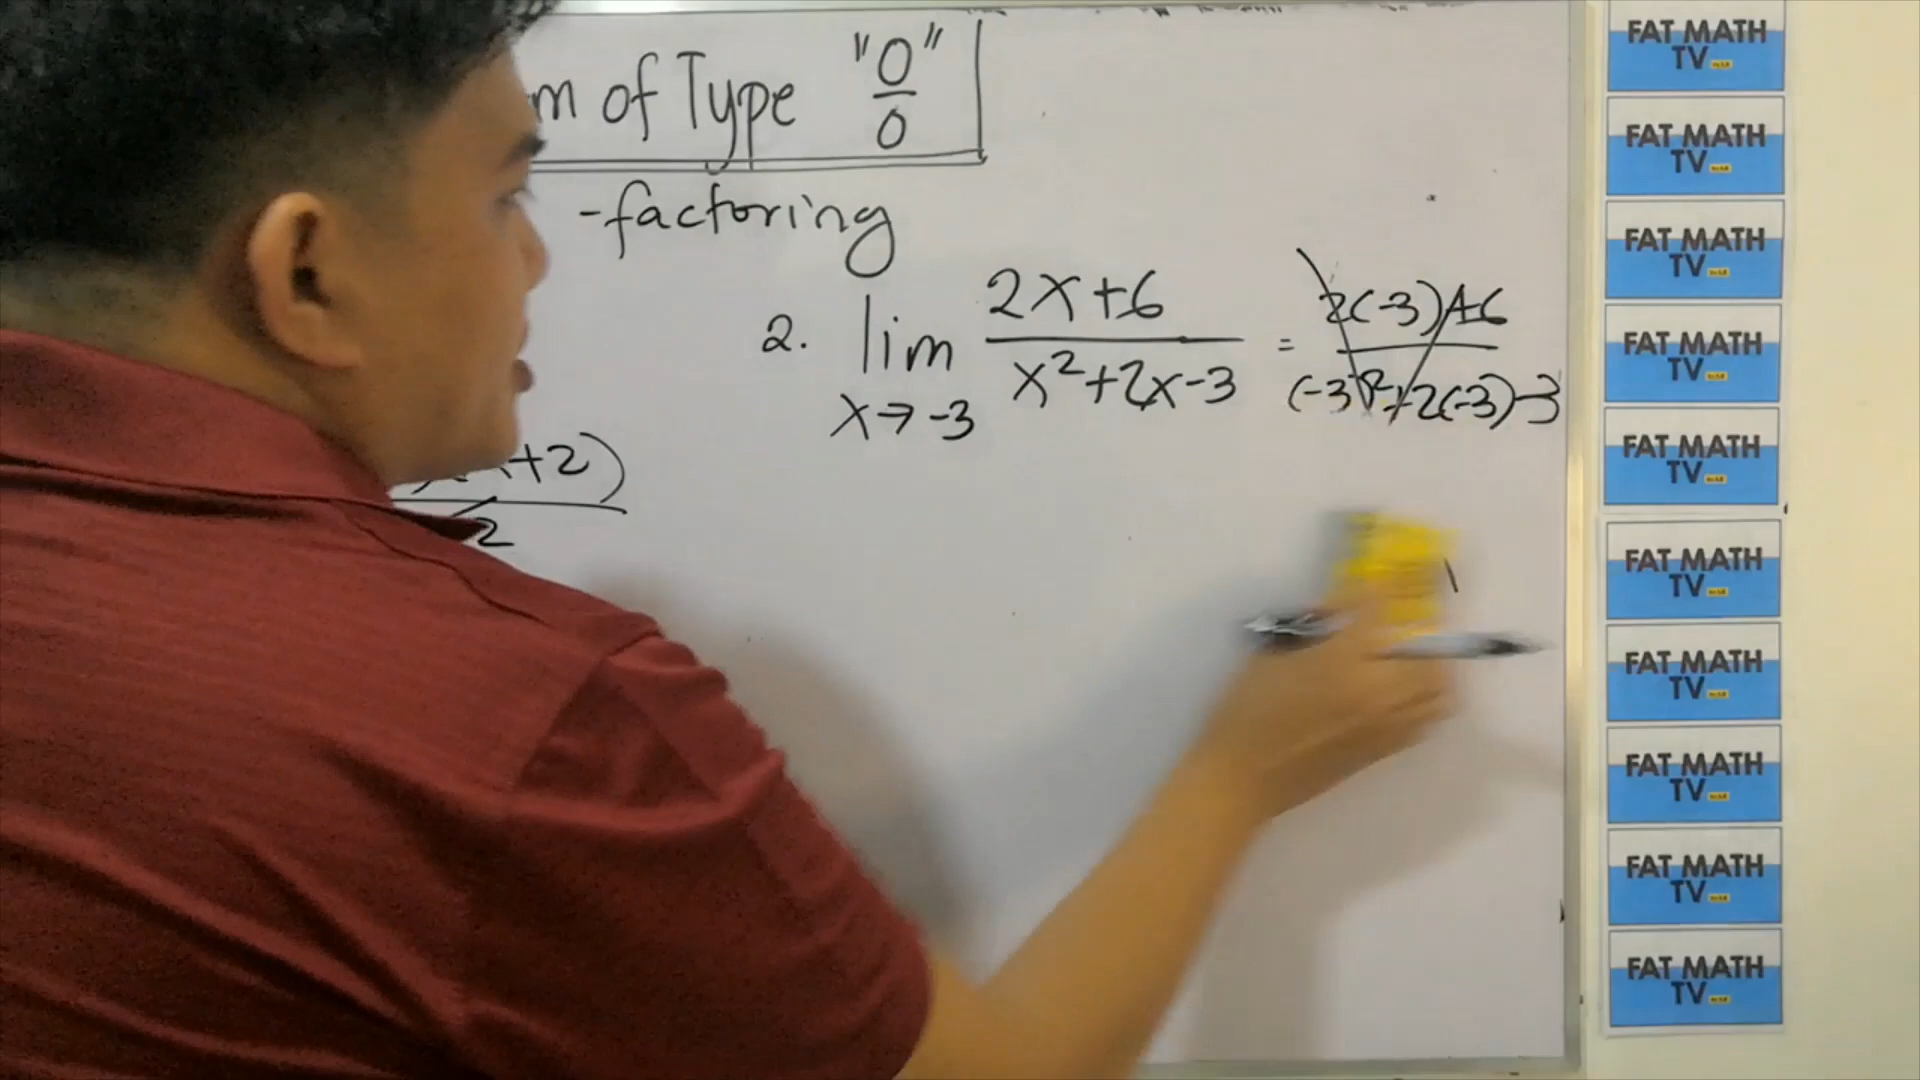 m of Type "0/0"
-factoring
2. lim x→-3 (2x+6)/(x²+2x-3) = (2(-3)+6)/((-3)²+2(-3)-3)
+2)
2
FAT MATH
TV
FAT MATH
TV
FAT MATH
TV
FAT MATH
TV
FAT MATH
TV
FAT MATH
TV
FAT MATH
TV
FAT MATH
TV
FAT MATH
TV
FAT MATH
TV